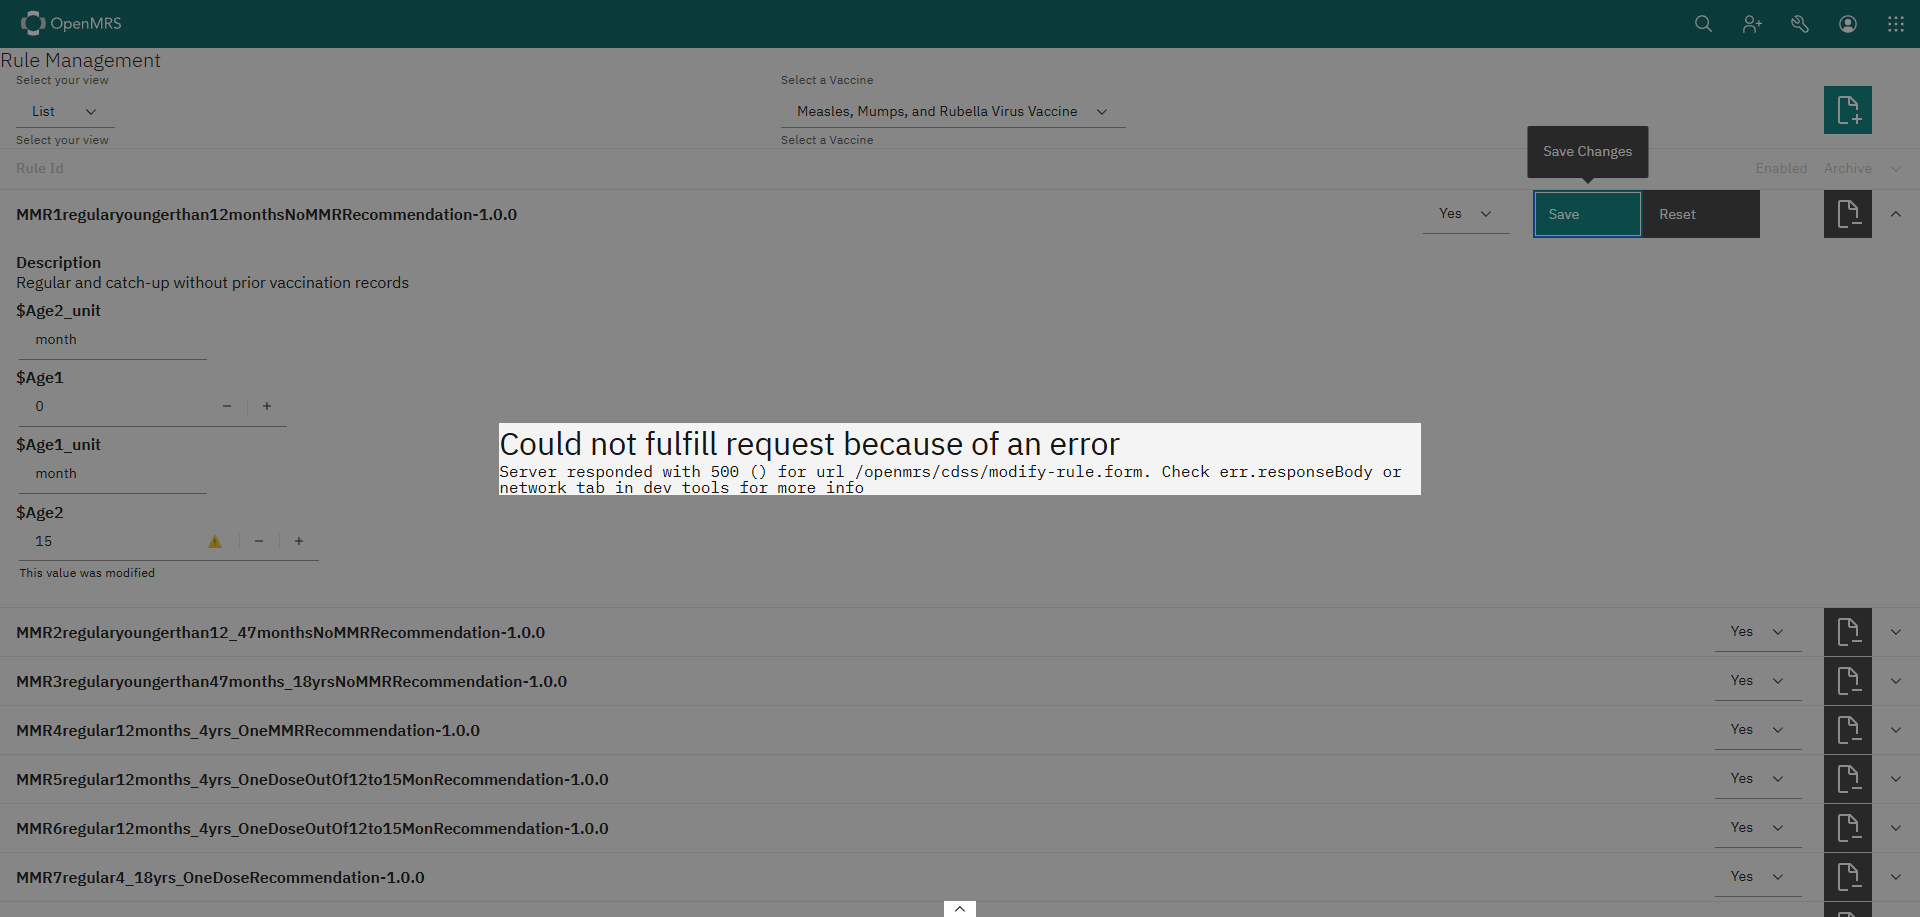 OpenMRS
Rule Management
Select your view
Select a Vaccine
List
Measles, Mumps, and Rubella Virus Vaccine
Select your view
Select a Vaccine
Save Changes
Rule Id
Enabled
Archive
MMR1regularyoungerthan12monthsNoMMRRecommendation-1.0.0
Yes
Save
Reset
Description
Regular and catch-up without prior vaccination records
$Age2_unit
month
$Age1
0
$Age1_unit
month
$Age2
15
This value was modified
Could not fulfill request because of an error
Server responded with 500 () for url /openmrs/cdss/modify-rule.form. Check err.responseBody or
network tab in dev tools for more info
MMR2regularyoungerthan12_47monthsNoMMRRecommendation-1.0.0
Yes
MMR3regularyoungerthan47months_18yrsNoMMRRecommendation-1.0.0
Yes
MMR4regular12months_4yrs_OneMMRRecommendation-1.0.0
Yes
MMR5regular12months_4yrs_OneDoseOutOf12to15MonRecommendation-1.0.0
Yes
MMR6regular12months_4yrs_OneDoseOutOf12to15MonRecommendation-1.0.0
Yes
MMR7regular4_18yrs_OneDoseRecommendation-1.0.0
Yes